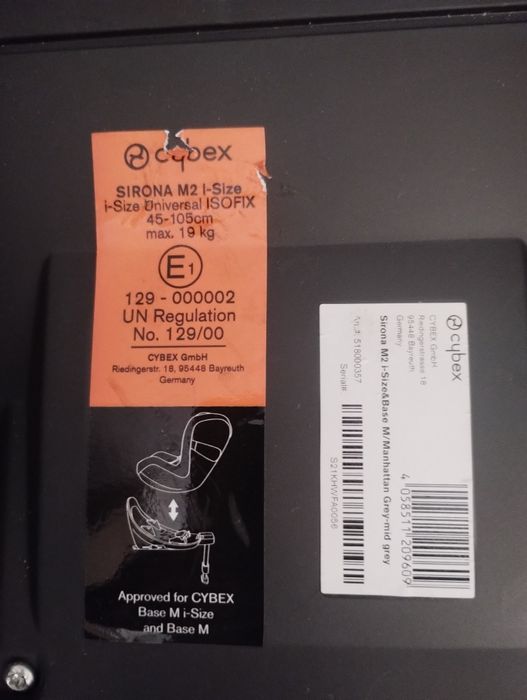 cybex
SIRONA M2 I-Size
i-Size Universal ISOFIX
45-105cm
max. 19 kg
E1
129 - 000002
UN Regulation
No. 129/00
CYBEX GmbH
Riedingerstr. 18, 95448 Bayreuth
Germany
Approved for CYBEX
Base M i-Size
and Base M
cybex
CYBEX GmbH
Riedingerstrasse 18
95448 Bayreuth
Germany
Sirona M2 i-Size&Base M/Manhattan Grey-mid grey
4 058511 209609
Art.#: 518000357
Serial#:
S21KHWFA0056